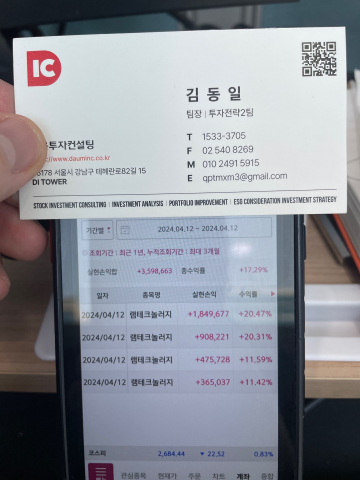 IC
김 동 일
팀장 | 투자전략2팀
투자컨설팅
http://www.dauminc.co.kr
06178 서울시 강남구 테헤란로82길 15
DI TOWER
T 1533-3705
F 02 540 8269
M 010 2491 5915
E qptmxm3@gmail.com
STOCK INVESTMENT CONSULTING | INVESTMENT ANALYSIS | PORTFOLIO IMPROVEMENT | ESG CONSIDERATION INVESTMENT STRATEGY
기간별 2024.04.12 ~ 2024.04.12
조회기간 : 최근 1년, 누적조회기간 : 최대 3개월
실현손익합 +3,598,663 총수익률 +17.29%
일자 종목명 실현손익 수익률
2024/04/12 램테크놀러지 +1,849,677 +20.47%
2024/04/12 램테크놀러지 +908,221 +20.31%
2024/04/12 램테크놀러지 +475,728 +11.59%
2024/04/12 램테크놀러지 +365,037 +11.42%
코스피 2,684.44 ▼ 22.52 0.83%
관심종목 현재가 주문 차트 계좌 종합